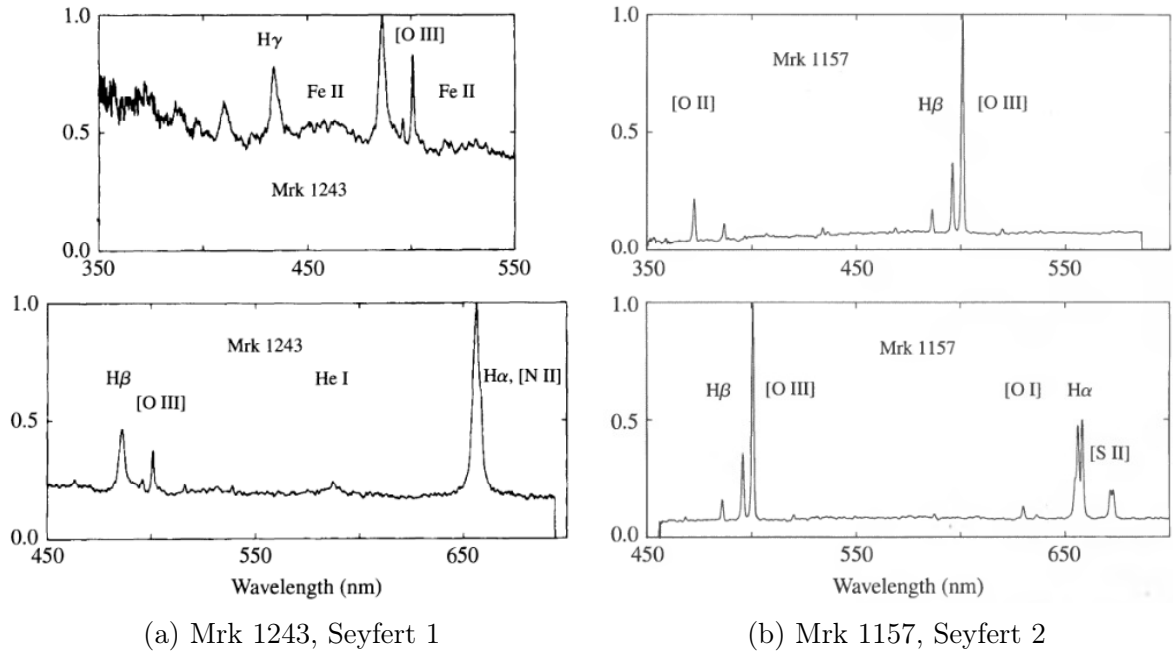 1.0
Hγ
[O III]
Fe II
Fe II
0.5
Mrk 1243
0.0
350
450
550
1.0
Mrk 1243
Hβ
He I
Hα, [N II]
[O III]
0.5
0.0
450
550
650
Wavelength (nm)
(a) Mrk 1243, Seyfert 1
1.0
Mrk 1157
[O II]
Hβ
[O III]
0.5
0.0
350
450
550
1.0
Mrk 1157
Hβ
[O III]
[O I]
Hα
0.5
[S II]
0.0
450
550
650
Wavelength (nm)
(b) Mrk 1157, Seyfert 2